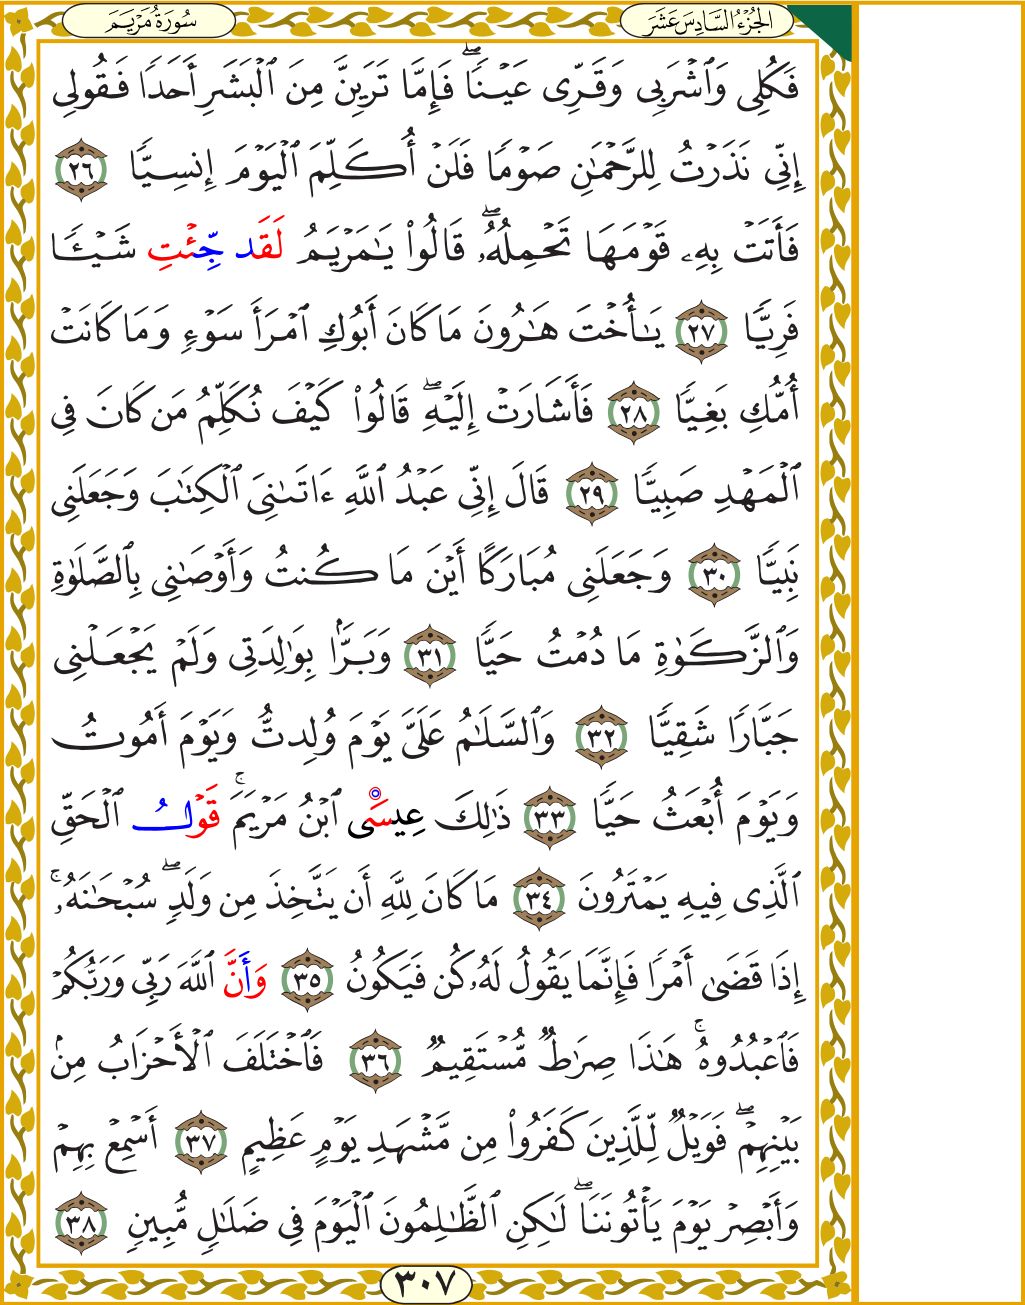 سُورَةُ مَرْيَمَ
الجُزْءُ السَّادِسَ عَشَرَ
فَكُلِى وَٱشْرَبِى وَقَرِّى عَيْنًاۖ فَإِمَّا تَرَيِنَّ مِنَ ٱلْبَشَرِ أَحَدًا فَقُولِى
إِنِّى نَذَرْتُ لِلرَّحْمَٰنِ صَوْمًا فَلَنْ أُكَلِّمَ ٱلْيَوْمَ إِنسِيًّا ٢٦
فَأَتَتْ بِهِۦ قَوْمَهَا تَحْمِلُهُۥۖ قَالُوا۟ يَٰمَرْيَمُ لَقَد جِّئْتِ شَيْـًٔا
فَرِيًّا ٢٧ يَٰٓأُخْتَ هَٰرُونَ مَا كَانَ أَبُوكِ ٱمْرَأَ سَوْءٍ وَمَا كَانَتْ
أُمُّكِ بَغِيًّا ٢٨ فَأَشَارَتْ إِلَيْهِۖ قَالُوا۟ كَيْفَ نُكَلِّمُ مَن كَانَ فِى
ٱلْمَهْدِ صَبِيًّا ٢٩ قَالَ إِنِّى عَبْدُ ٱللَّهِ ءَاتَىٰنِىَ ٱلْكِتَٰبَ وَجَعَلَنِى
نَبِيًّا ٣٠ وَجَعَلَنِى مُبَارَكًا أَيْنَ مَا كُنتُ وَأَوْصَٰنِى بِٱلصَّلَوٰةِ
وَٱلزَّكَوٰةِ مَا دُمْتُ حَيًّا ٣١ وَبَرًّۢا بِوَٰلِدَتِى وَلَمْ يَجْعَلْنِى
جَبَّارًا شَقِيًّا ٣٢ وَٱلسَّلَٰمُ عَلَىَّ يَوْمَ وُلِدتُّ وَيَوْمَ أَمُوتُ
وَيَوْمَ أُبْعَثُ حَيًّا ٣٣ ذَٰلِكَ عِيسَى ٱبْنُ مَرْيَمَۚ قَوْلُ ٱلْحَقِّ
ٱلَّذِى فِيهِ يَمْتَرُونَ ٣٤ مَا كَانَ لِلَّهِ أَن يَتَّخِذَ مِن وَلَدٍۖ سُبْحَٰنَهُۥٓۚ
إِذَا قَضَىٰٓ أَمْرًا فَإِنَّمَا يَقُولُ لَهُۥ كُن فَيَكُونُ ٣٥ وَأَنَّ ٱللَّهَ رَبِّى وَرَبُّكُمْ
فَٱعْبُدُوهُۚ هَٰذَا صِرَٰطٌ مُّسْتَقِيمٌ ٣٦ فَٱخْتَلَفَ ٱلْأَحْزَابُ مِنۢ
بَيْنِهِمْۖ فَوَيْلٌ لِّلَّذِينَ كَفَرُوا۟ مِن مَّشْهَدِ يَوْمٍ عَظِيمٍ ٣٧ أَسْمِعْ بِهِمْ
وَأَبْصِرْ يَوْمَ يَأْتُونَنَاۖ لَٰكِنِ ٱلظَّٰلِمُونَ ٱلْيَوْمَ فِى ضَلَٰلٍ مُّبِينٍ ٣٨
٣٠٧